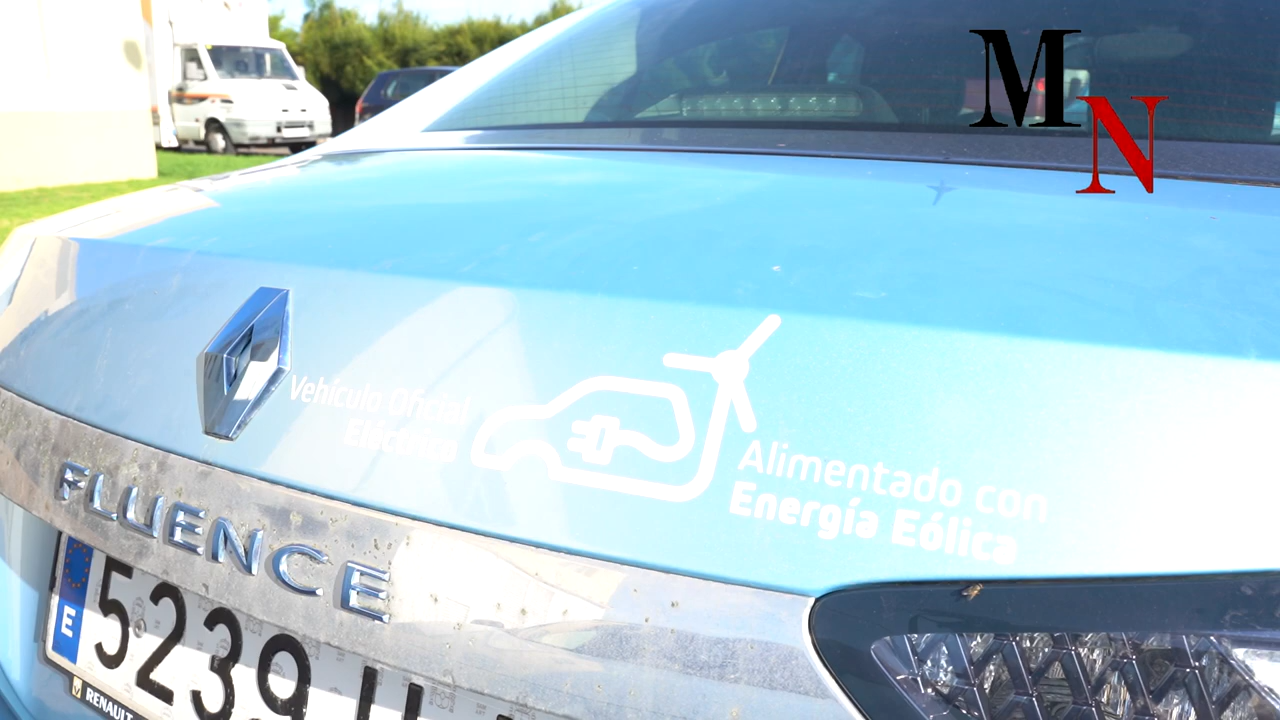 MN
Vehículo Oficial
Eléctrico
Alimentado con
Energía Eólica
FLUENCE
E
5239
RENAULT